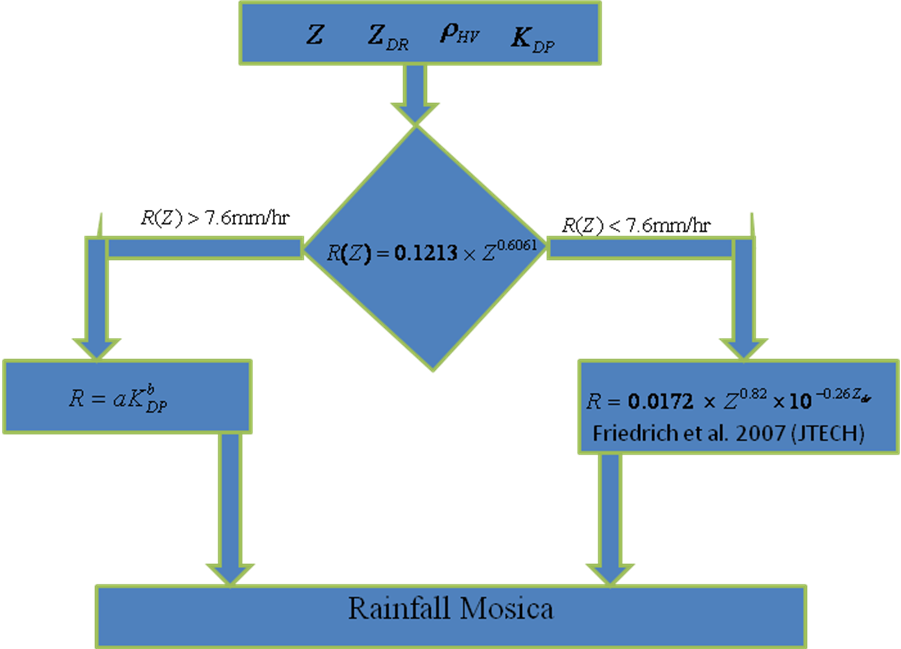 Z Z_DR ρ_HV K_DP
R(Z) > 7.6mm/hr
R(Z) < 7.6mm/hr
R(Z) = 0.1213 × Z^0.6061
R = aK_DP^b
R = 0.0172 × Z^0.82 × 10^−0.26Z_dr
Friedrich et al. 2007 (JTECH)
Rainfall Mosica